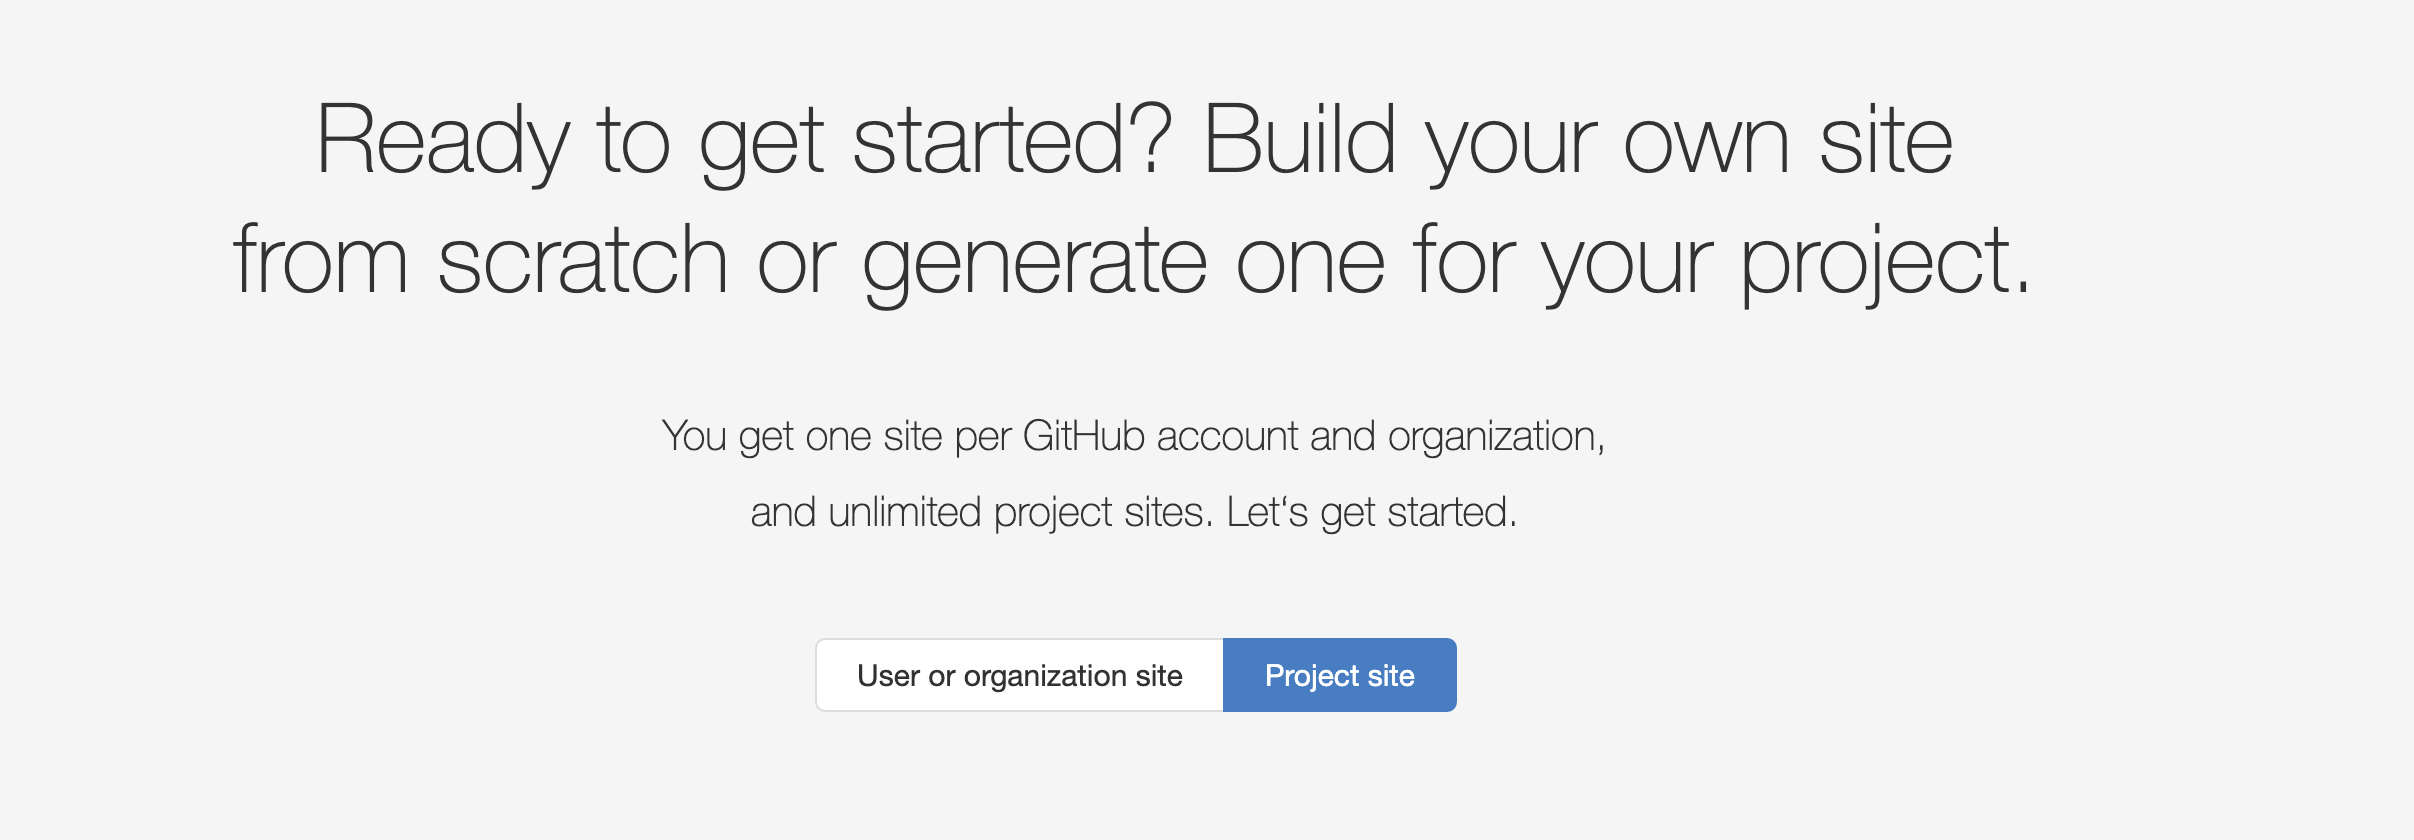 Ready to get started? Build your own site
from scratch or generate one for your project.
You get one site per GitHub account and organization,
and unlimited project sites. Let‘s get started.
User or organization site
Project site